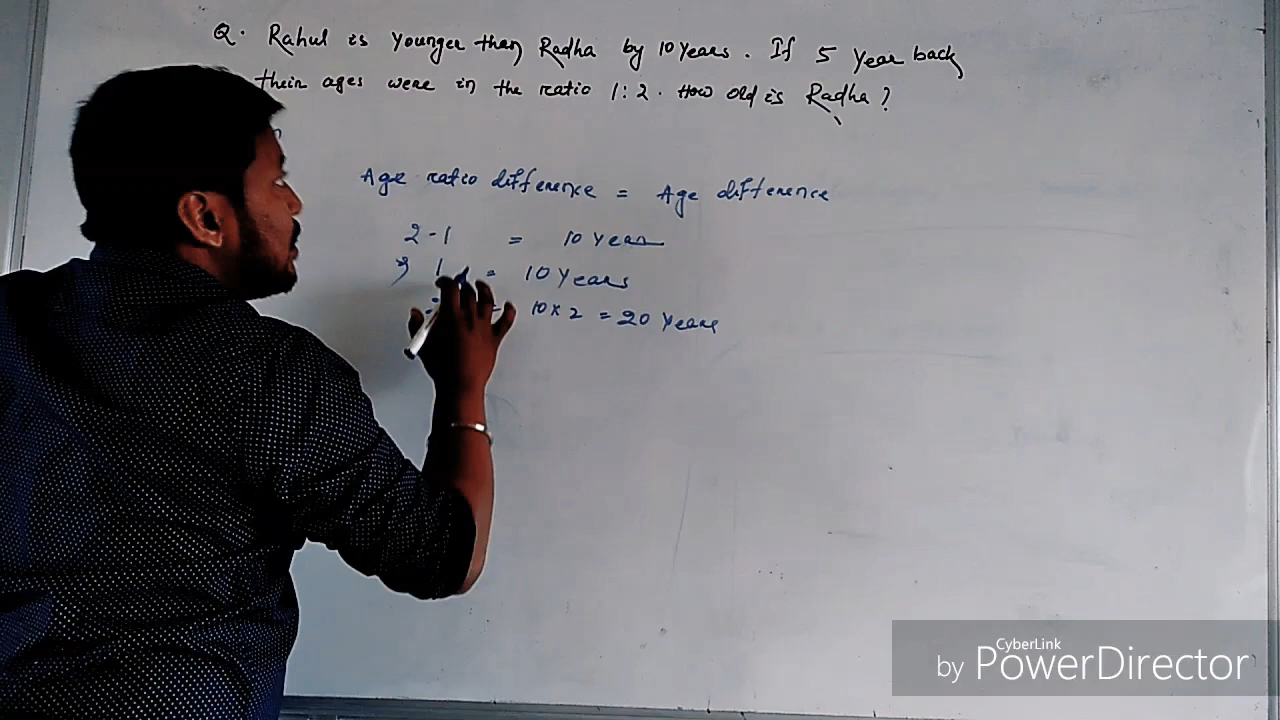 Q. Rahul is younger than Radha by 10 Years. If 5 Year back
their ages were in the ratio 1:2. How old is Radha?
Age ratio difference = Age difference
2-1 = 10 Year
1 = 10 Years
= 10 × 2 = 20 Years
CyberLink
by PowerDirector